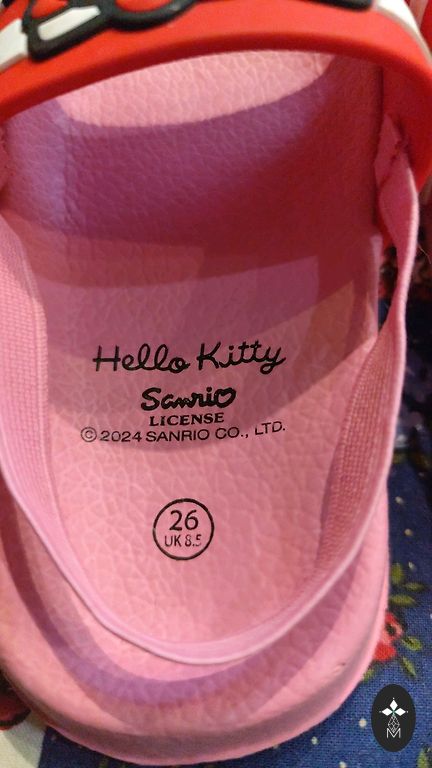 Hello Kitty
Sanrio
LICENSE
© 2024 SANRIO CO., LTD.
26
UK 8.5